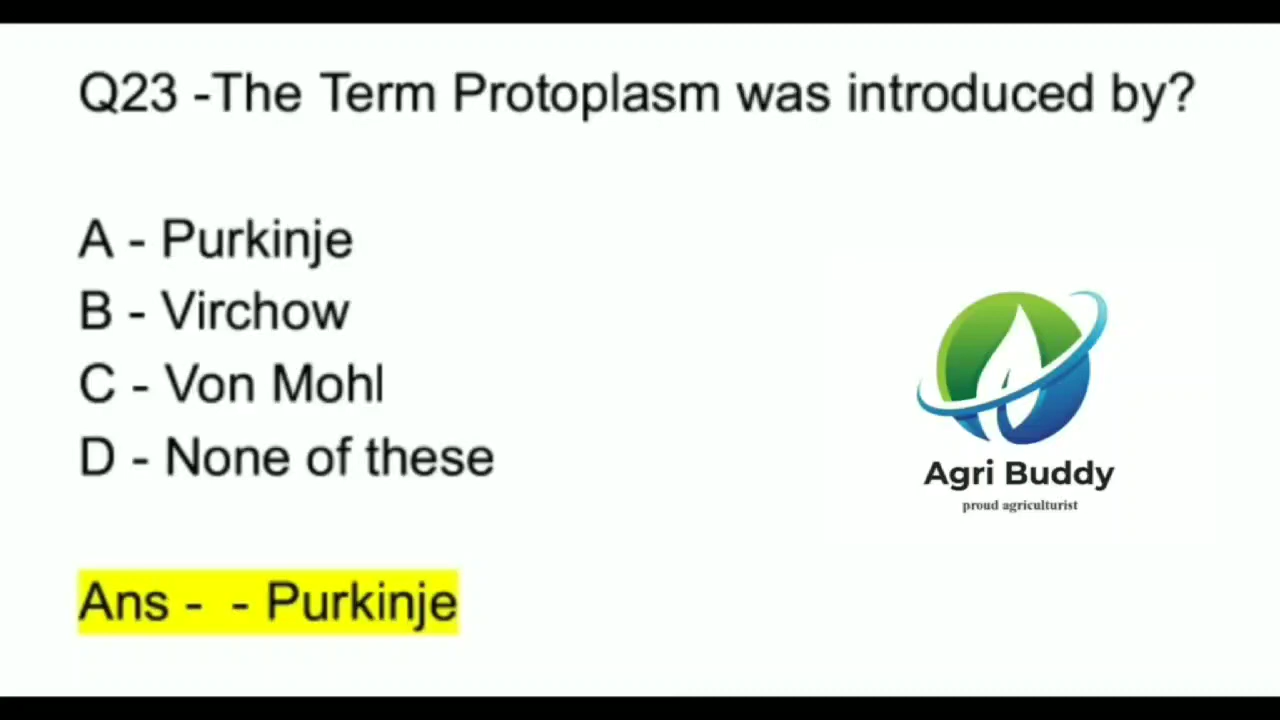 Q23 -The Term Protoplasm was introduced by?
A - Purkinje
B - Virchow
C - Von Mohl
D - None of these
Agri Buddy
proud agriculturist
Ans -  - Purkinje